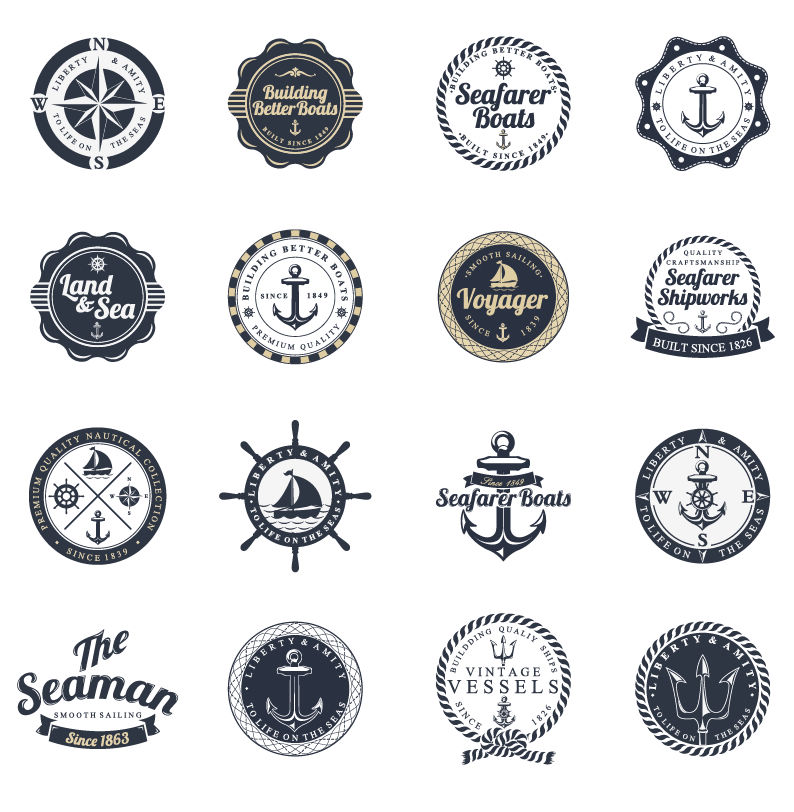 N
LIBERTY & AMITY
W E
TO LIFE ON THE SEAS
S
Building
Better Boats
BUILT SINCE 1849
·BUILDING BETTER BOATS·
Seafarer
Boats
·BUILT SINCE 1849·
LIBERTY & AMITY
TO LIFE ON THE SEAS
Land
& Sea
BUILDING BETTER BOATS
SINCE 1849
PREMIUM QUALITY
·SMOOTH SAILING·
Voyager
SINCE 1839
QUALITY
CRAFTSMANSHIP
Seafarer
Shipworks
BUILT SINCE 1826
PREMIUM QUALITY NAUTICAL COLLECTION
N
W E
S
· SINCE 1839 ·
LIBERTY & AMITY
TO LIFE ON THE SEAS
Since 1849
Seafarer Boats
LIBERTY & AMITY
N
W E
S
TO LIFE ON THE SEAS
The
Seaman
SMOOTH SAILING
Since 1863
· LIBERTY & AMITY ·
TO LIFE ON THE SEAS
BUILDDING QUALIY SHIPS
VINTAGE
VESSELS
SINCE 1826
· LIBERTY & AMITY ·
TO LIFE ON THE SEAS